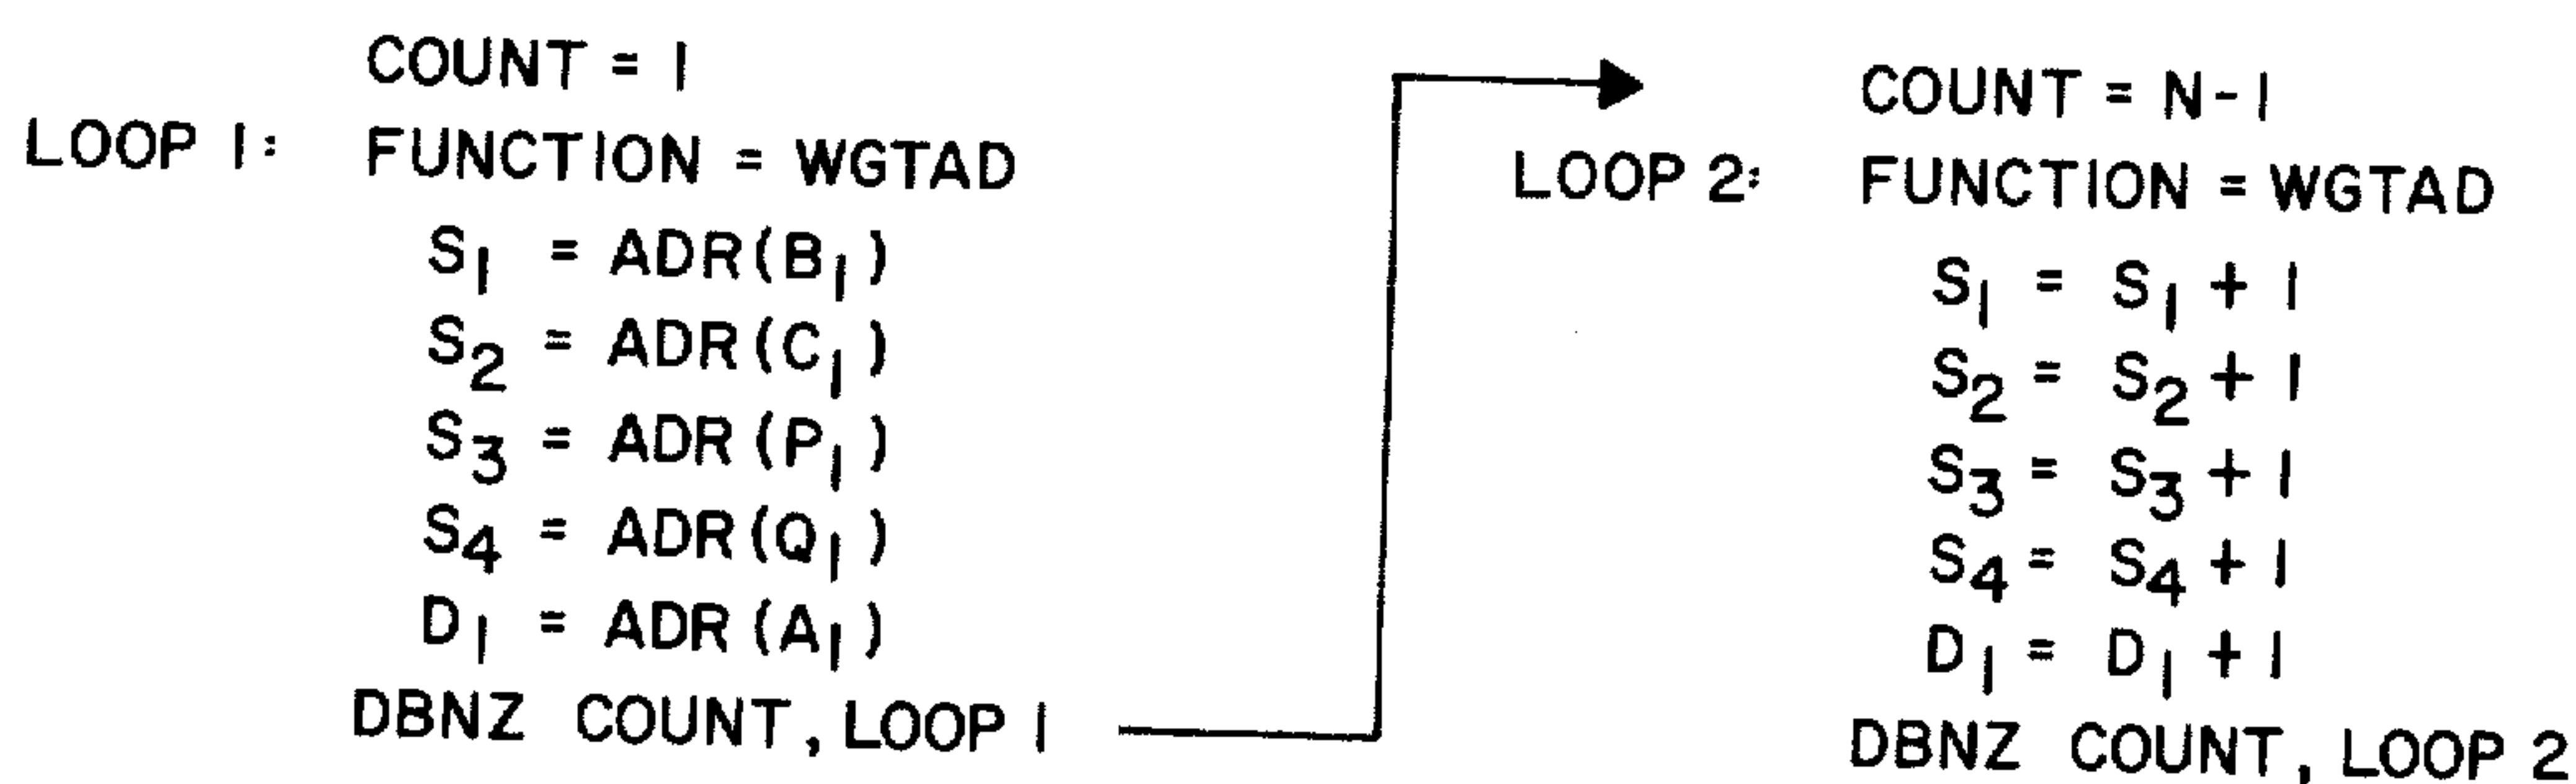 COUNT = 1
LOOP 1: FUNCTION = WGTAD
S1 = ADR(B1)
S2 = ADR(C1)
S3 = ADR(P1)
S4 = ADR(Q1)
D1 = ADR(A1)
DBNZ COUNT, LOOP 1
COUNT = N-1
LOOP 2: FUNCTION = WGTAD
S1 = S1 + 1
S2 = S2 + 1
S3 = S3 + 1
S4 = S4 + 1
D1 = D1 + 1
DBNZ COUNT, LOOP 2